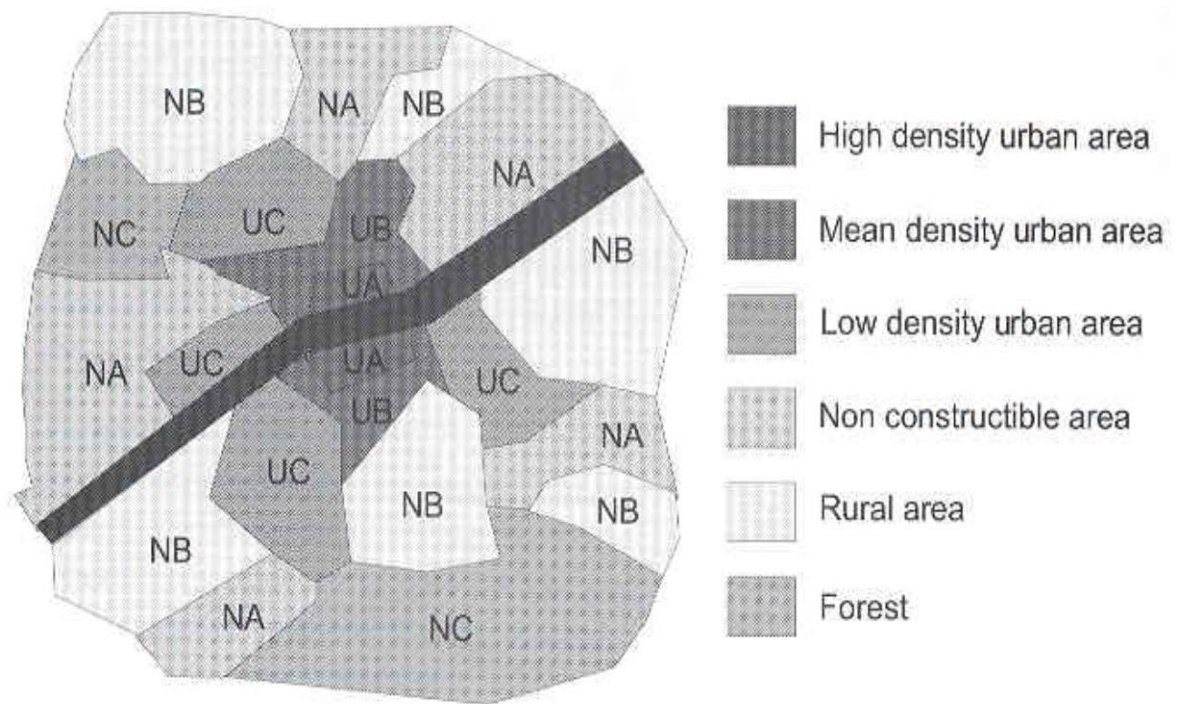 NB
NA
NB
NA
NC
UC
UB
NB
UA
NA
UC
UA
UC
UB
NA
UC
NB
NB
NB
NA
NC
High density urban area
Mean density urban area
Low density urban area
Non constructible area
Rural area
Forest